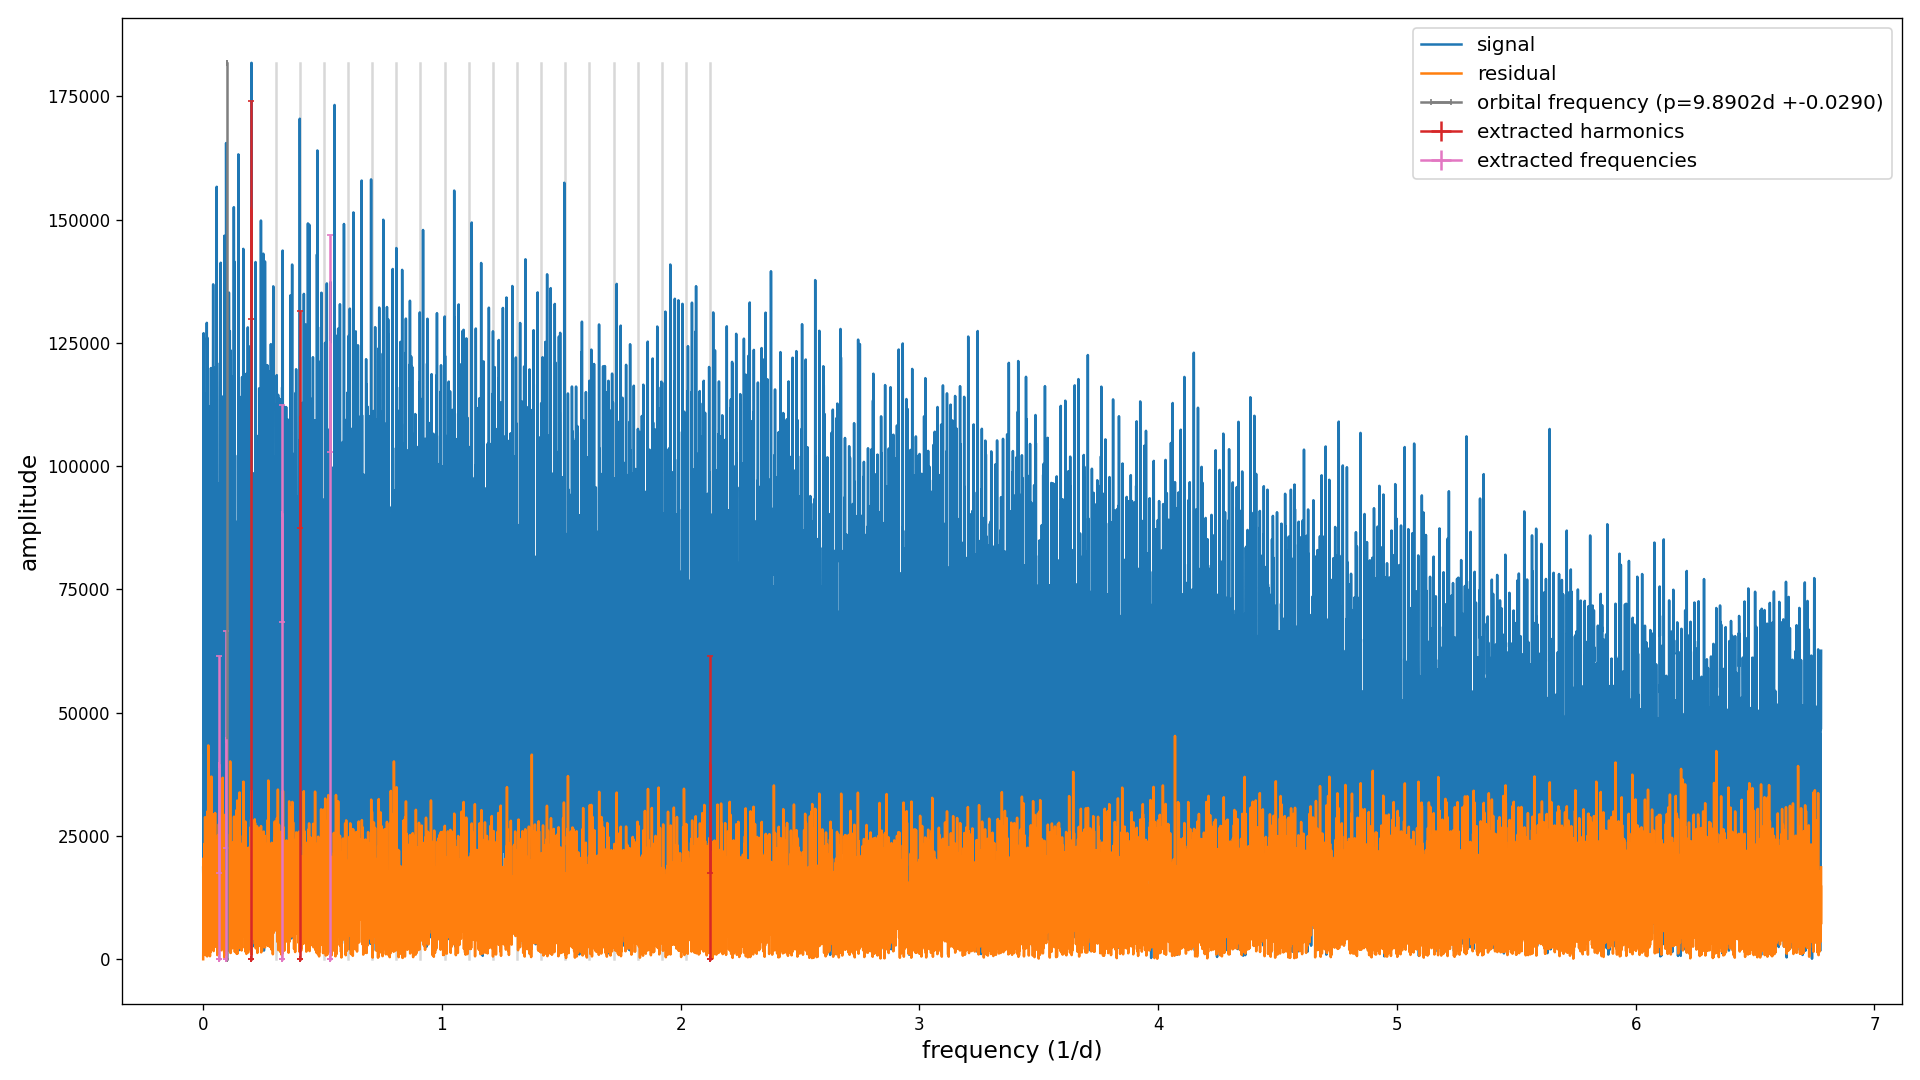 signal
residual
orbital frequency (p=9.8902d +-0.0290)
extracted harmonics
extracted frequencies
amplitude
175000
150000
125000
100000
75000
50000
25000
0
0 1 2 3 4 5 6 7
frequency (1/d)